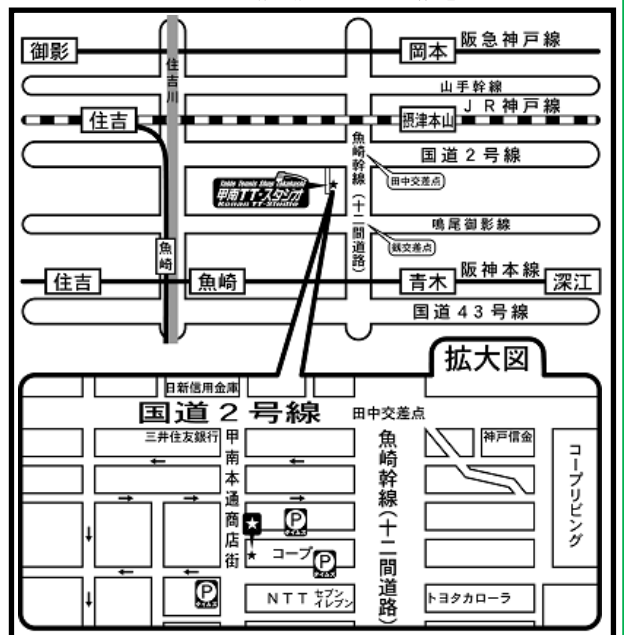 御影
岡本
阪急神戸線
住吉川
山手幹線
JR神戸線
住吉
摂津本山
国道2号線
魚崎幹線(十二間道路)
田中交差点
Table Tennis Shop Takahashi
甲南TT・スタジオ
Konan TT-Studio
鳴尾御影線
魚崎
阪神本線
住吉
魚崎
青木
深江
国道43号線
拡大図
日新信用金庫
国道2号線
田中交差点
三井住友銀行
甲南本通商店街
魚崎幹線(十二間道路)
神戸信金
コープリビング
P
タイムズ
コープ
P
タイムズ
P
タイムズ
NTT
セブンイレブン
トヨタカローラ